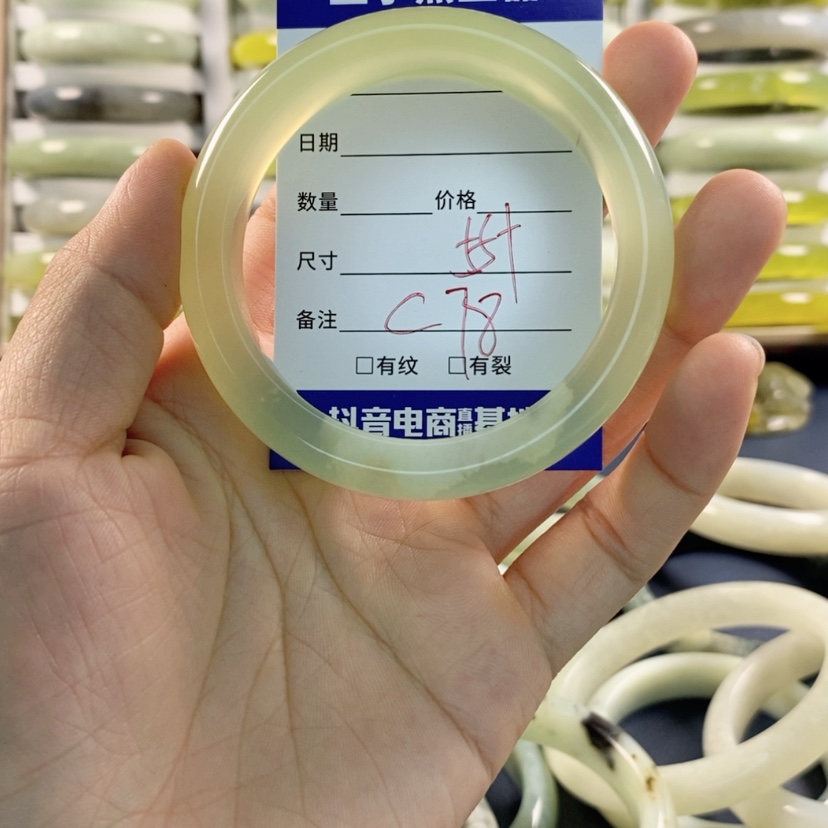 日期
数量 价格
尺寸
备注 C78
□有纹 □有裂
抖音电商直播基地